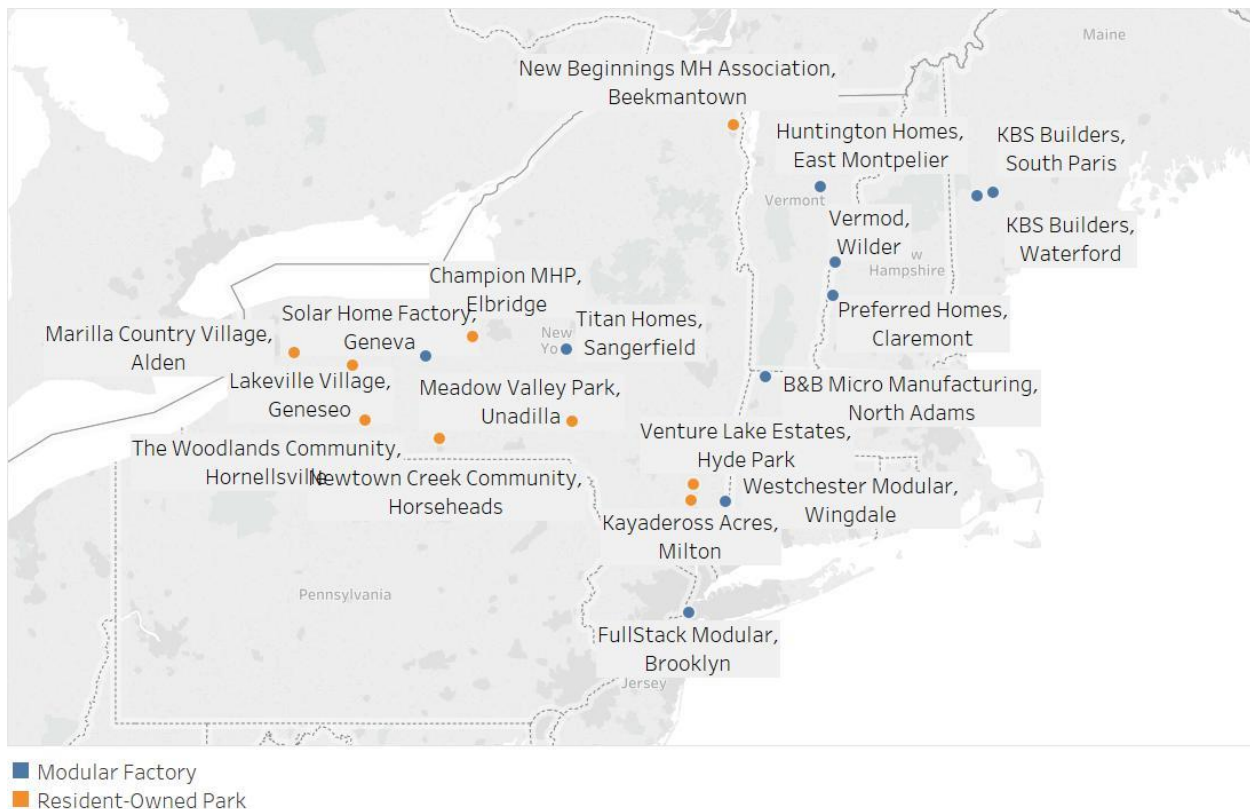 Maine
New Beginnings MH Association,
Beekmantown
Huntington Homes,
East Montpelier
KBS Builders,
South Paris
Vermont
Vermod,
Wilder
KBS Builders,
Waterford
w
Hampshire
Champion MHP,
Elbridge
Solar Home Factory,
Geneva
Titan Homes,
Sangerfield
New
Yo
Preferred Homes,
Claremont
Marilla Country Village,
Alden
Lakeville Village,
Geneseo
Meadow Valley Park,
Unadilla
B&B Micro Manufacturing,
North Adams
The Woodlands Community,
Hornellsville
Newtown Creek Community,
Horseheads
Venture Lake Estates,
Hyde Park
Westchester Modular,
Wingdale
Kayadeross Acres,
Milton
Pennsylvania
FullStack Modular,
Brooklyn
Jersey
Modular Factory
Resident-Owned Park